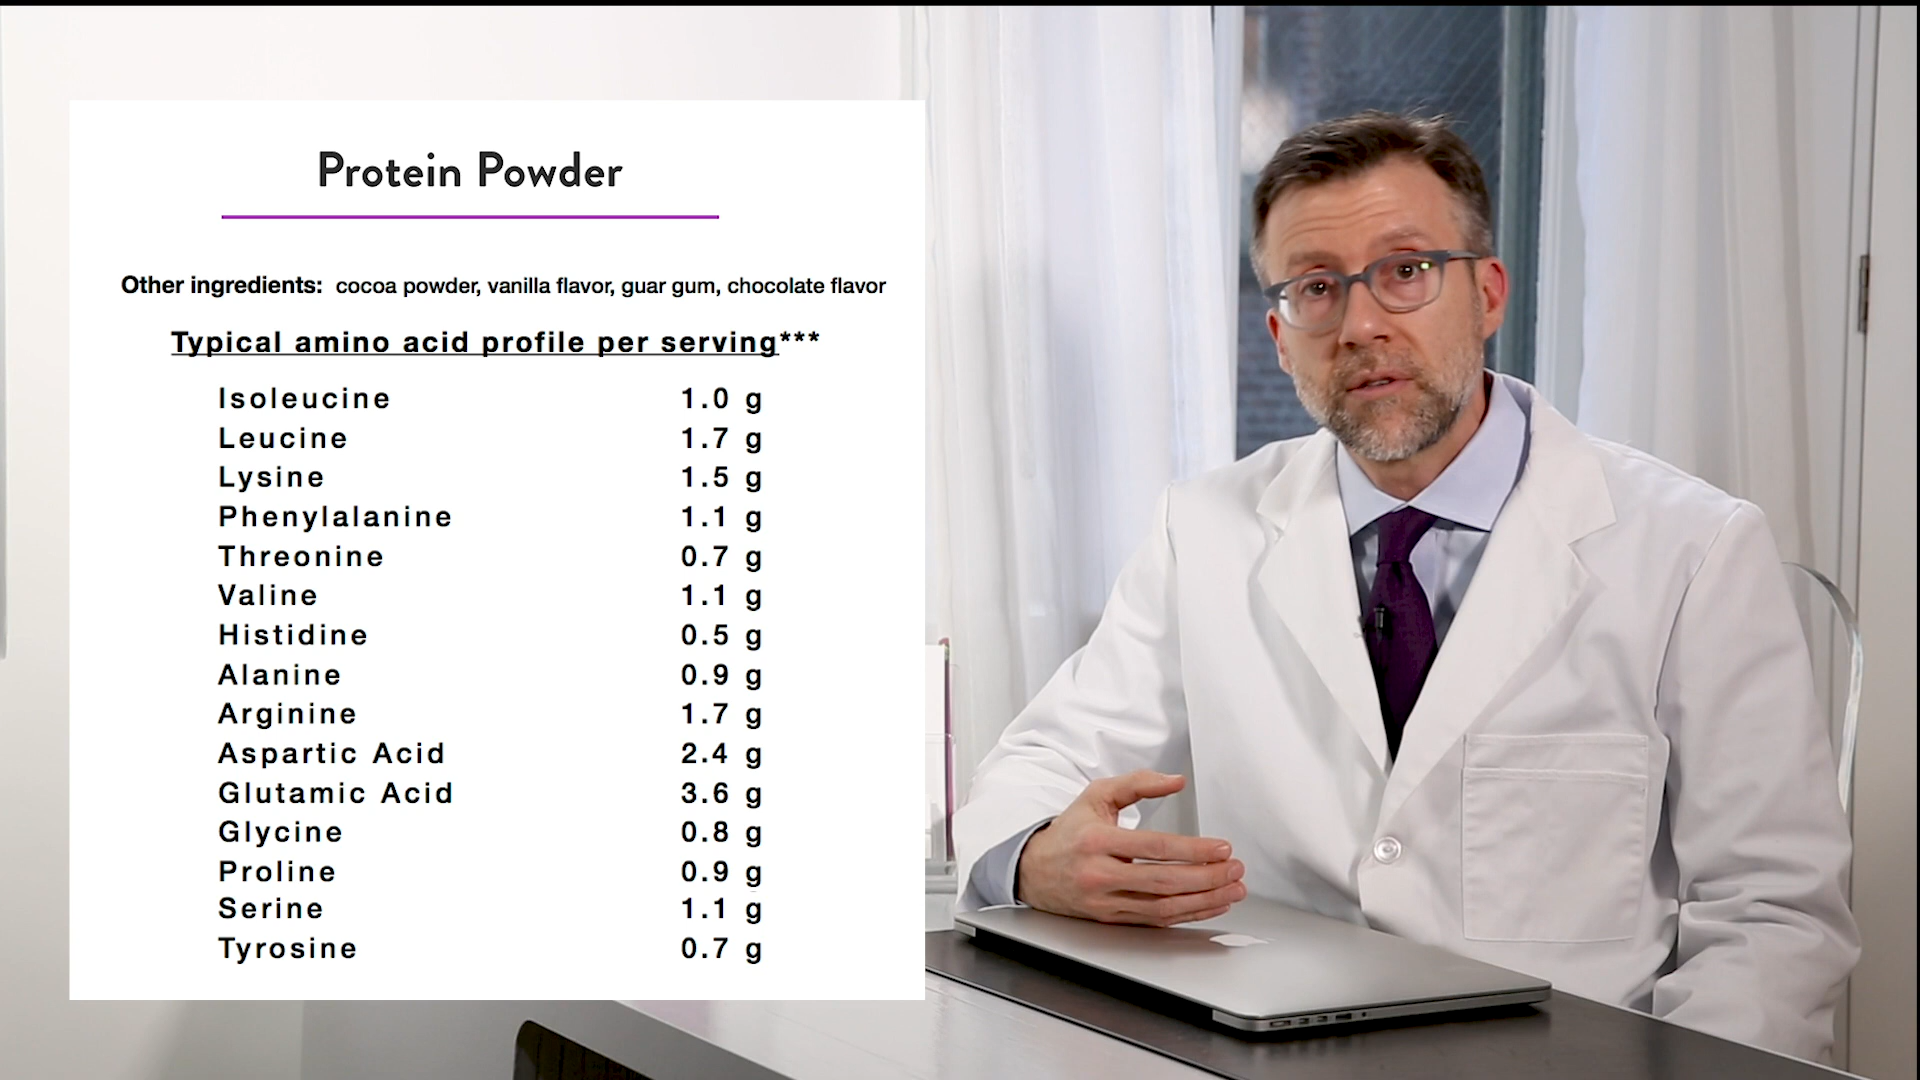 Protein Powder
Other ingredients: cocoa powder, vanilla flavor, guar gum, chocolate flavor
Typical amino acid profile per serving***
Isoleucine 1.0 g
Leucine 1.7 g
Lysine 1.5 g
Phenylalanine 1.1 g
Threonine 0.7 g
Valine 1.1 g
Histidine 0.5 g
Alanine 0.9 g
Arginine 1.7 g
Aspartic Acid 2.4 g
Glutamic Acid 3.6 g
Glycine 0.8 g
Proline 0.9 g
Serine 1.1 g
Tyrosine 0.7 g